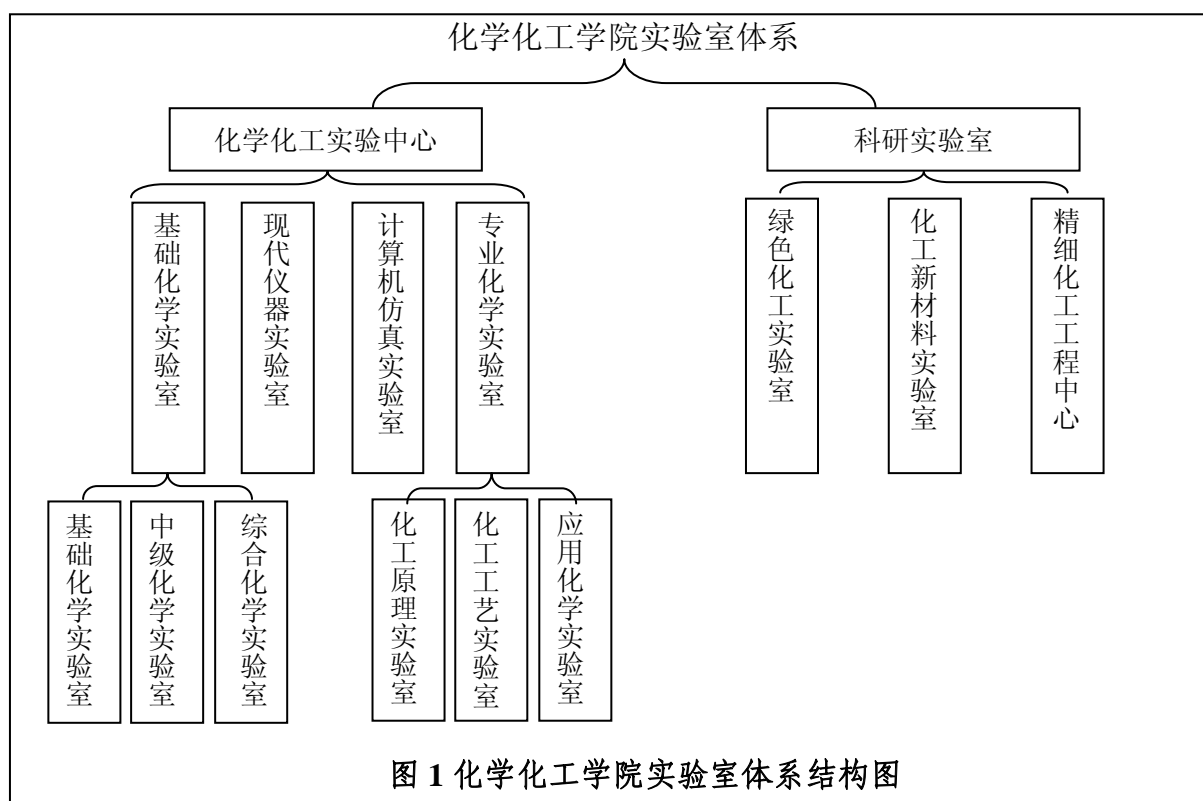 化学化工学院实验室体系
化学化工实验中心
科研实验室
基础化学实验室
现代仪器实验室
计算机仿真实验室
专业化学实验室
绿色化工实验室
化工新材料实验室
精细化工工程中心
基础化学实验室
中级化学实验室
综合化学实验室
化工原理实验室
化工工艺实验室
应用化学实验室
图 1 化学化工学院实验室体系结构图